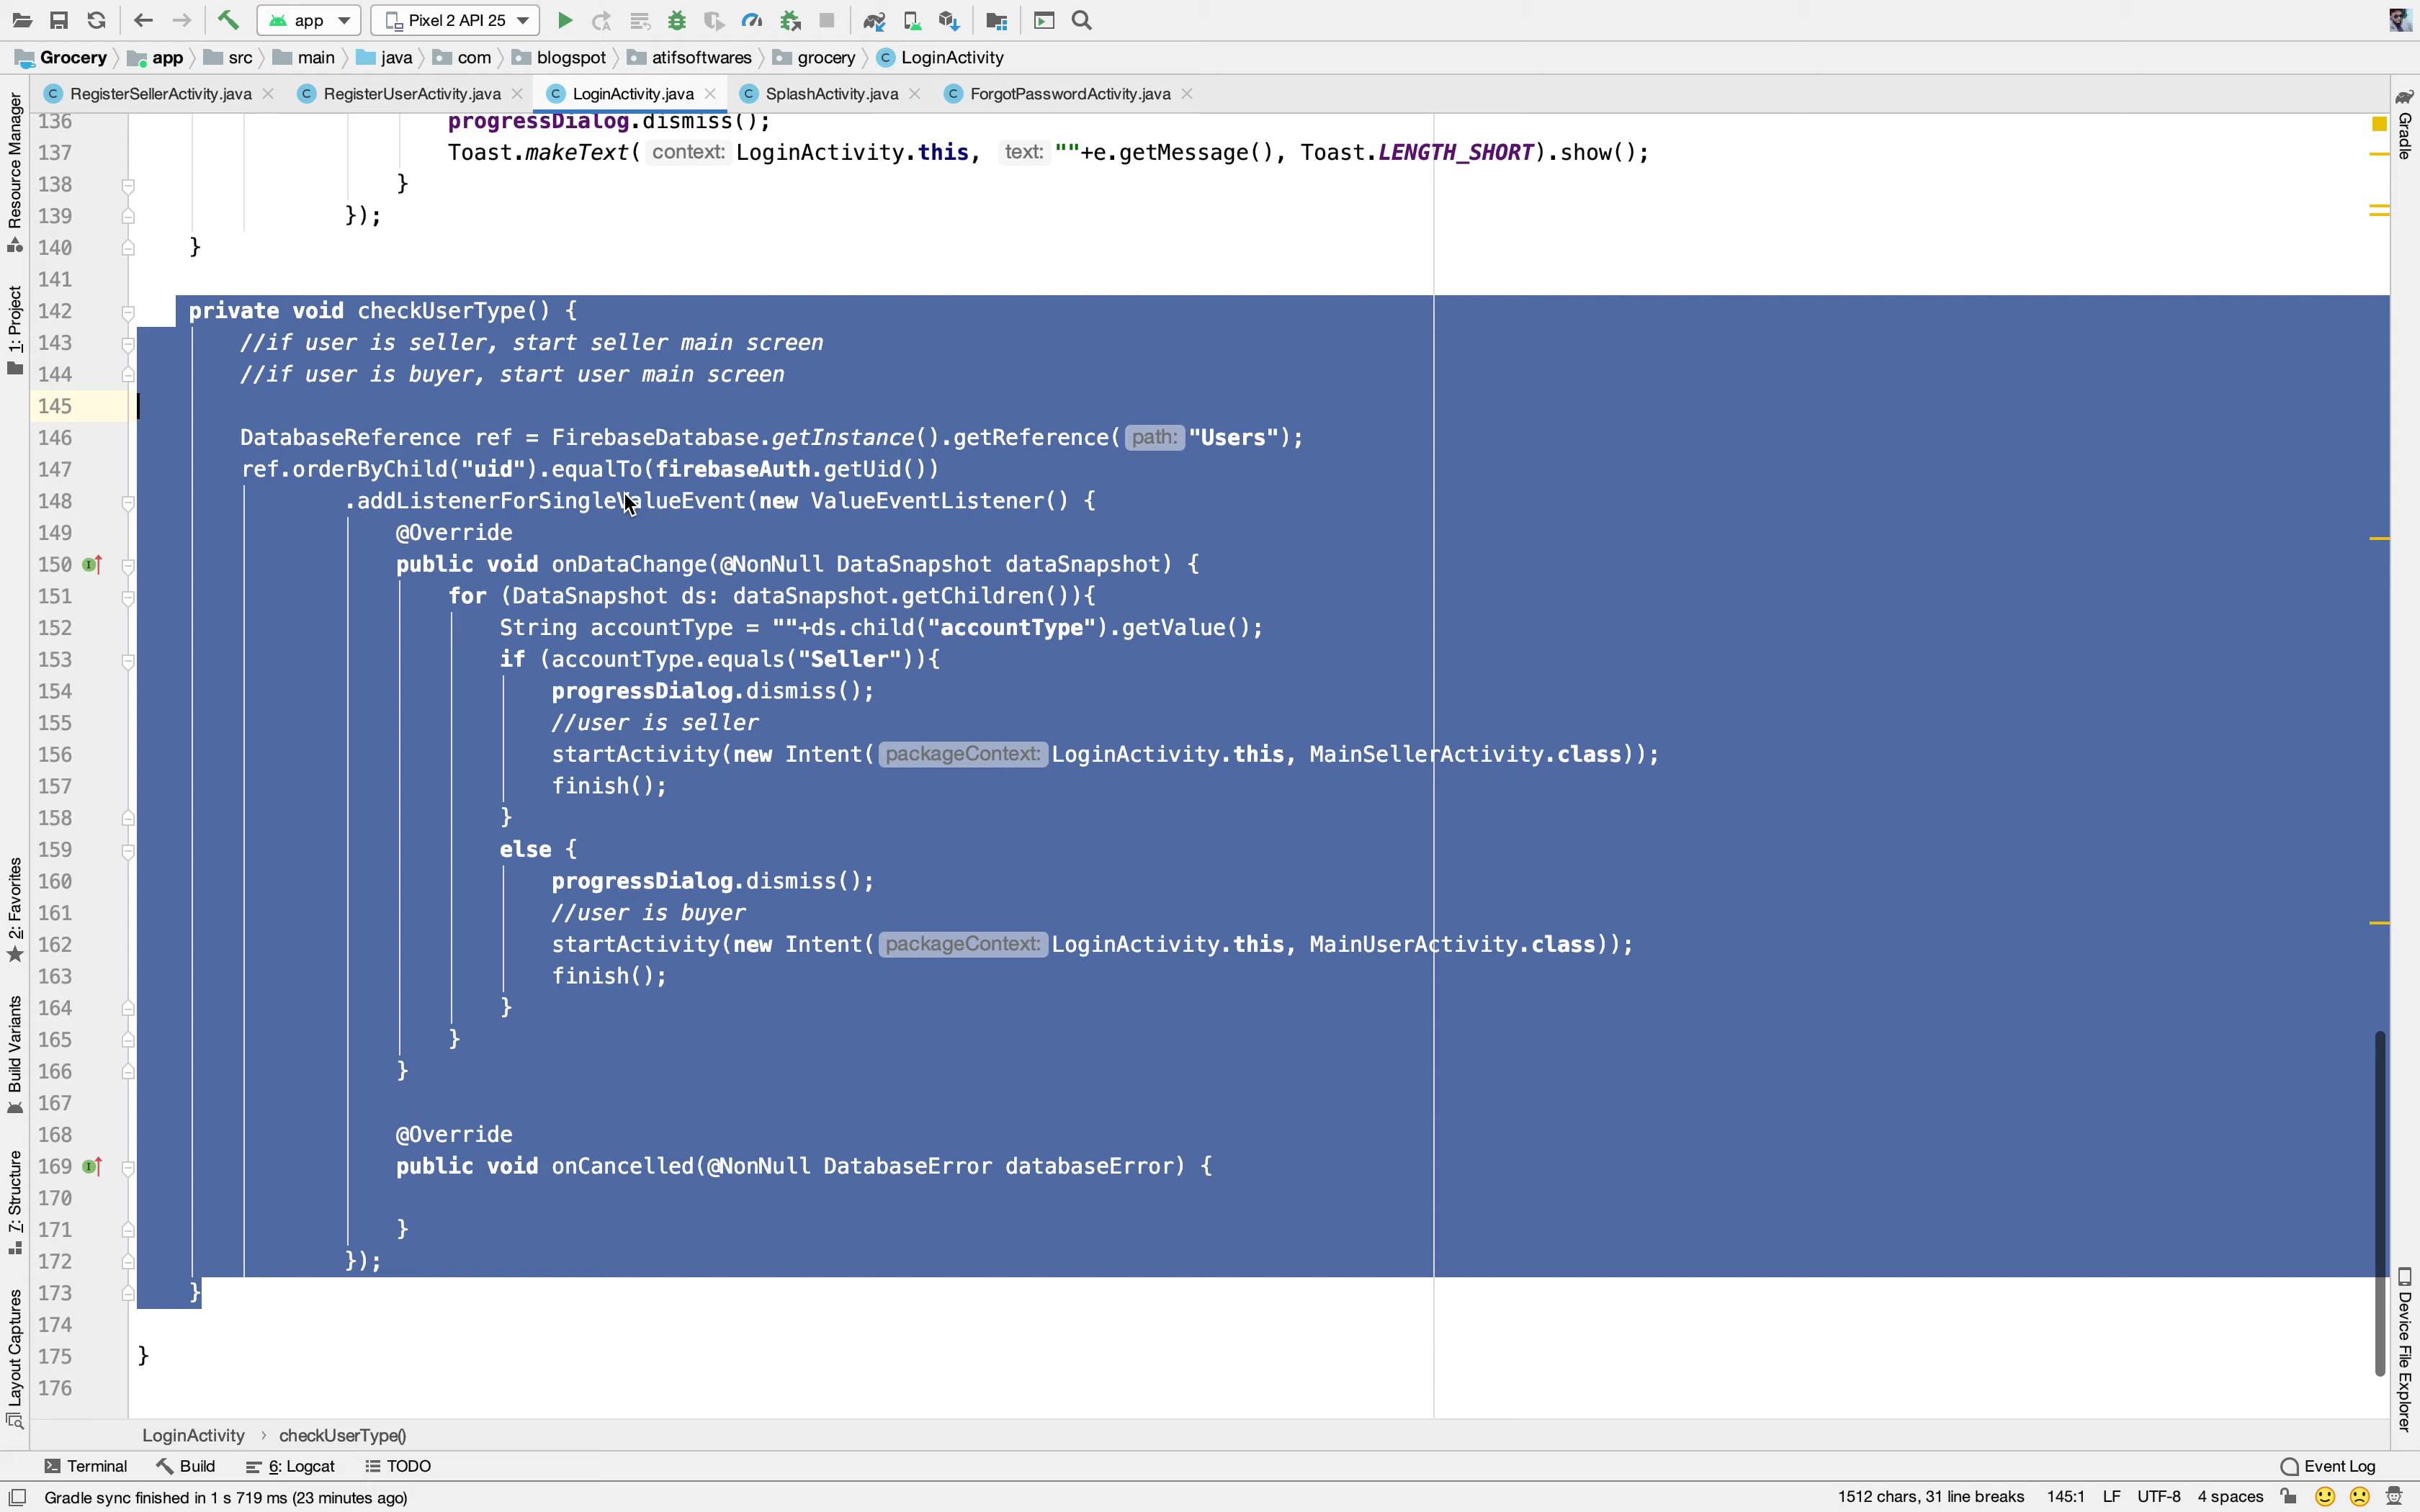 app
Pixel 2 API 25
Grocery
app
src
main
java
com
blogspot
atifsoftwares
grocery
LoginActivity
RegisterSellerActivity.java
RegisterUserActivity.java
LoginActivity.java
SplashActivity.java
ForgotPasswordActivity.java
Resource Manager
1: Project
2: Favorites
Build Variants
7: Structure
Layout Captures
Gradle
Device File Explorer
136 progressDialog.dismiss();
137 Toast.makeText( context: LoginActivity.this, text: ""+e.getMessage(), Toast.LENGTH_SHORT).show();
138 }
139 });
140 }
141
142 private void checkUserType() {
143 //if user is seller, start seller main screen
144 //if user is buyer, start user main screen
145
146 DatabaseReference ref = FirebaseDatabase.getInstance().getReference( path: "Users");
147 ref.orderByChild("uid").equalTo(firebaseAuth.getUid())
148 .addListenerForSingleValueEvent(new ValueEventListener() {
149 @Override
150 public void onDataChange(@NonNull DataSnapshot dataSnapshot) {
151 for (DataSnapshot ds: dataSnapshot.getChildren()){
152 String accountType = ""+ds.child("accountType").getValue();
153 if (accountType.equals("Seller")){
154 progressDialog.dismiss();
155 //user is seller
156 startActivity(new Intent( packageContext: LoginActivity.this, MainSellerActivity.class));
157 finish();
158 }
159 else {
160 progressDialog.dismiss();
161 //user is buyer
162 startActivity(new Intent( packageContext: LoginActivity.this, MainUserActivity.class));
163 finish();
164 }
165 }
166 }
167
168 @Override
169 public void onCancelled(@NonNull DatabaseError databaseError) {
170
171 }
172 });
173 }
174
175 }
176
LoginActivity › checkUserType()
Terminal
Build
6: Logcat
TODO
Event Log
Gradle sync finished in 1 s 719 ms (23 minutes ago)
1512 chars, 31 line breaks
145:1
LF
UTF-8
4 spaces